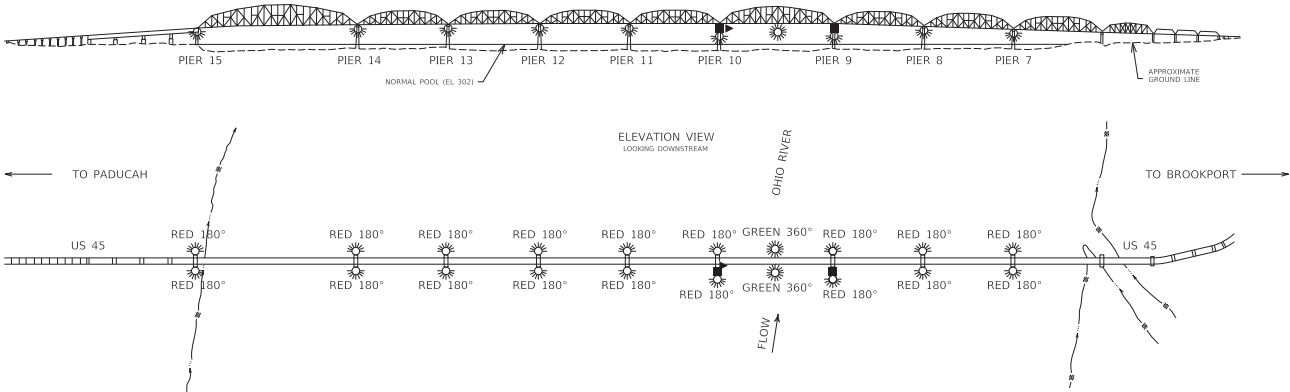 PIER 15
PIER 14
PIER 13
PIER 12
PIER 11
PIER 10
PIER 9
PIER 8
PIER 7
NORMAL POOL (EL 302)
APPROXIMATE
GROUND LINE
ELEVATION VIEW
LOOKING DOWNSTREAM
OHIO RIVER
TO PADUCAH
TO BROOKPORT
US 45
RED 180°
RED 180°
RED 180°
RED 180°
RED 180°
RED 180°
GREEN 360°
RED 180°
RED 180°
RED 180°
US 45
RED 180°
RED 180°
RED 180°
RED 180°
RED 180°
RED 180°
GREEN 360°
RED 180°
RED 180°
RED 180°
FLOW